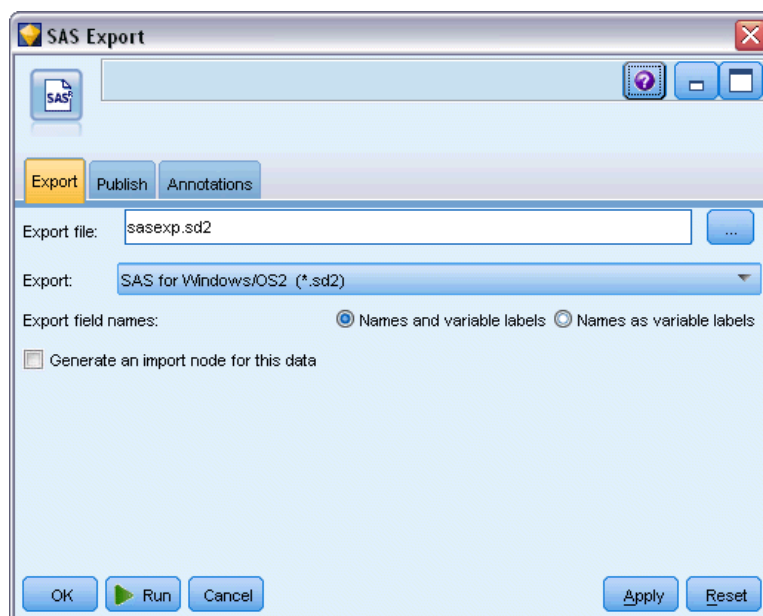 SAS Export
SAS
Export Publish Annotations
Export file: sasexp.sd2 ...
Export: SAS for Windows/OS2 (*.sd2)
Export field names: Names and variable labels Names as variable labels
Generate an import node for this data
OK Run Cancel Apply Reset